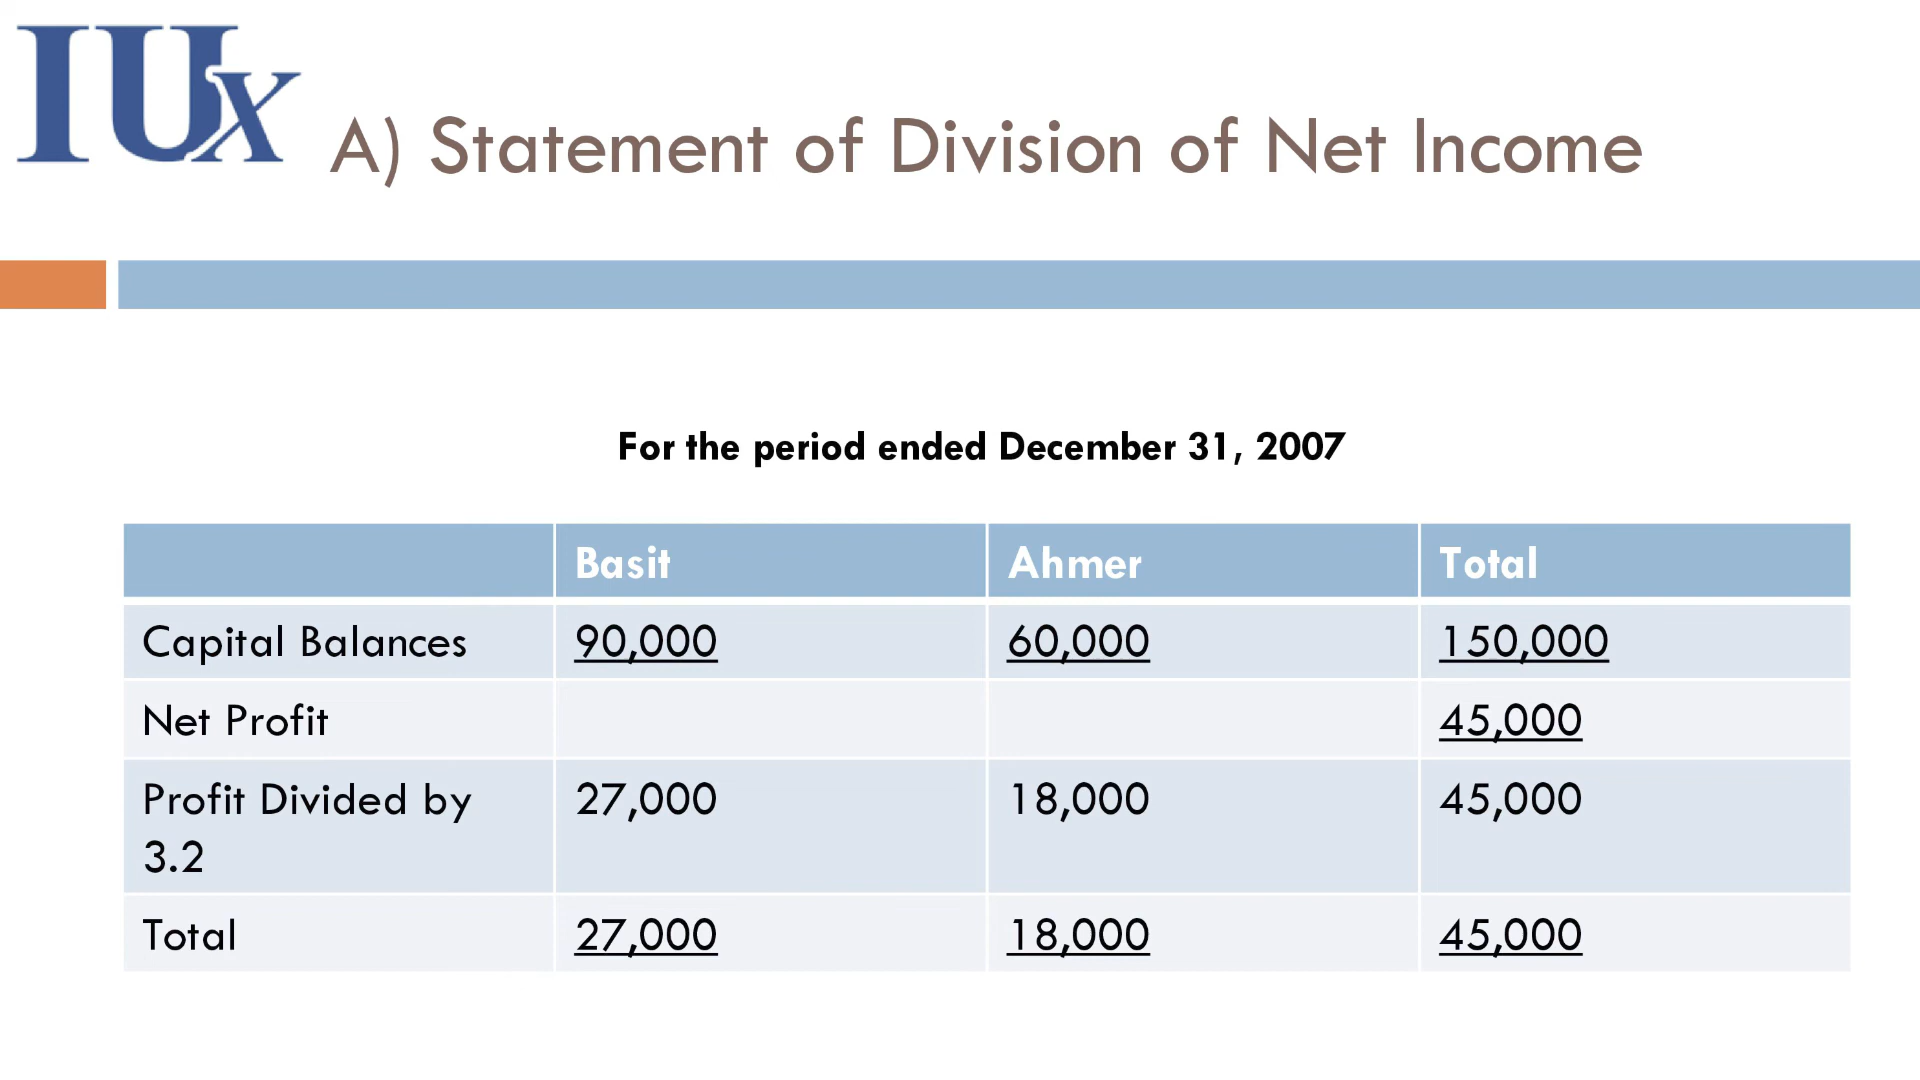 IUx
A) Statement of Division of Net Income
For the period ended December 31, 2007
Basit Ahmer Total
Capital Balances 90,000 60,000 150,000
Net Profit 45,000
Profit Divided by 27,000 18,000 45,000
3.2
Total 27,000 18,000 45,000